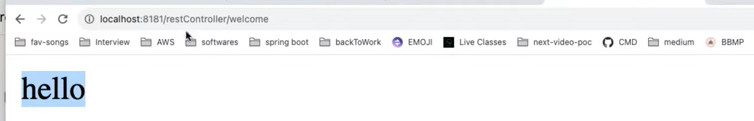 localhost:8181/restController/welcome
fav-songs Interview AWS softwares spring boot backToWork EMOJI Live Classes next-video-poc CMD medium BBMP
hello